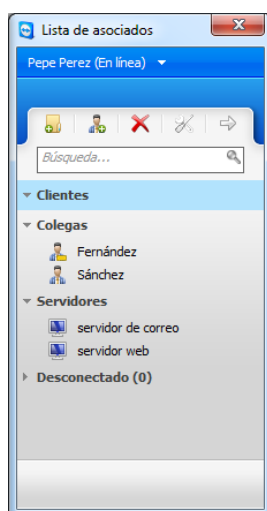 Lista de asociados
Pepe Perez (En línea)
Búsqueda...
Clientes
Colegas
Fernández
Sánchez
Servidores
servidor de correo
servidor web
Desconectado (0)